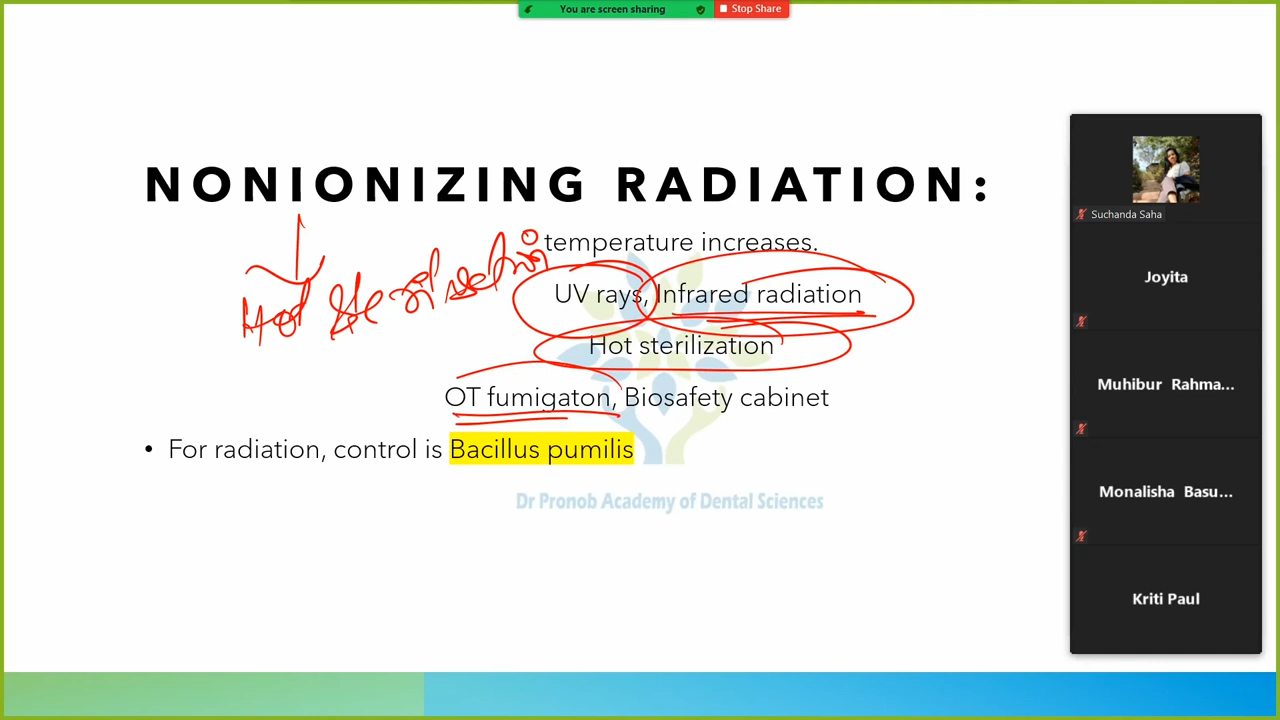 You are screen sharing
Stop Share
NONIONIZING RADIATION:
temperature increases.
UV rays, Infrared radiation
Hot sterilization
Hot sterilization
OT fumigaton, Biosafety cabinet
• For radiation, control is Bacillus pumilis
Dr Pronob Academy of Dental Sciences
Suchanda Saha
Joyita
Muhibur Rahma...
Monalisha Basu...
Kriti Paul